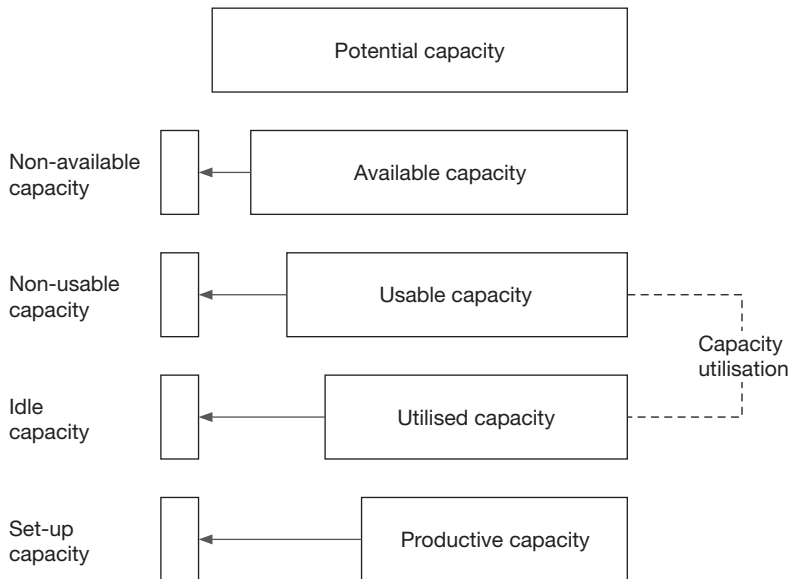 Potential capacity
Non-available
capacity
Available capacity
Non-usable
capacity
Usable capacity
Capacity
utilisation
Idle
capacity
Utilised capacity
Set-up
capacity
Productive capacity